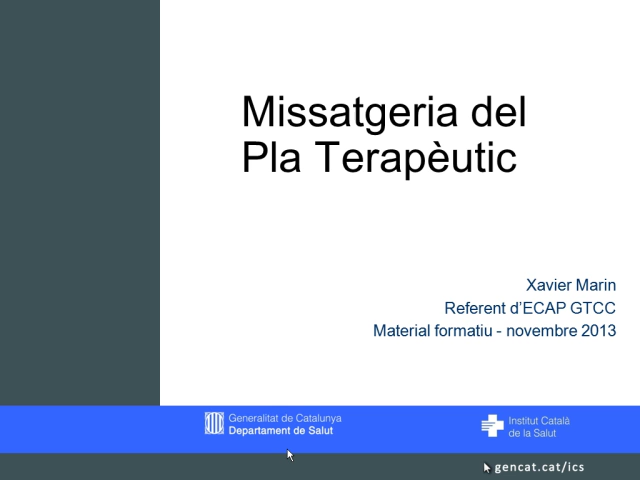 Missatgeria del
Pla Terapèutic
Xavier Marin
Referent d'ECAP GTCC
Material formatiu - novembre 2013
Generalitat de Catalunya
Departament de Salut
Institut Català
de la Salut
gencat.cat/ics